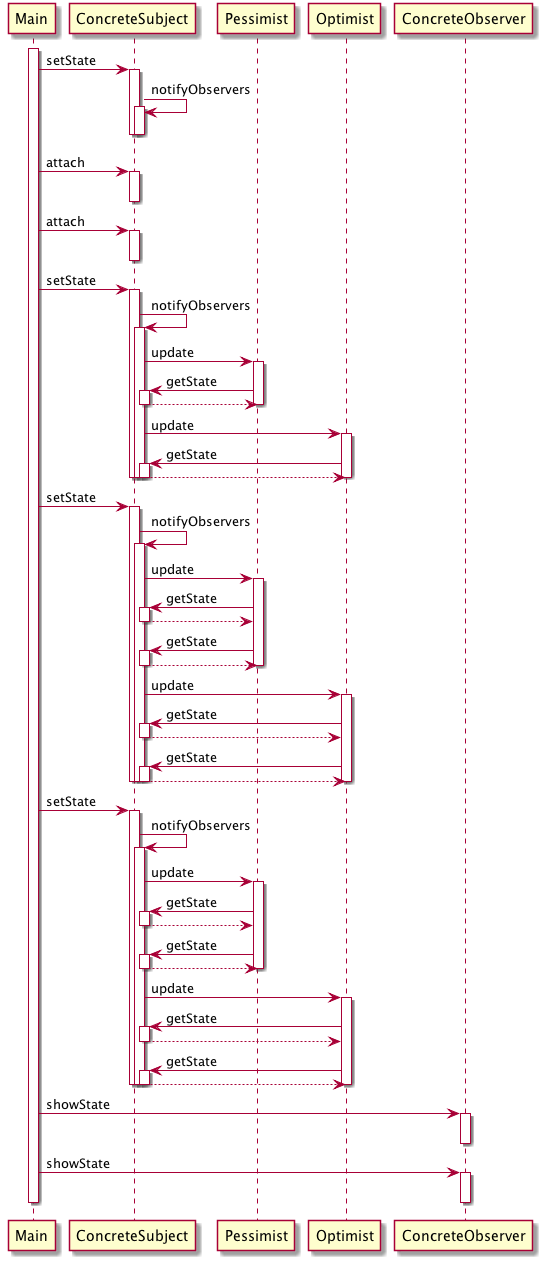 Main ConcreteSubject Pessimist Optimist ConcreteObserver
setState
notifyObservers
attach
attach
setState
notifyObservers
update
getState
update
getState
setState
notifyObservers
update
getState
getState
update
getState
getState
setState
notifyObservers
update
getState
getState
update
getState
getState
showState
showState
Main ConcreteSubject Pessimist Optimist ConcreteObserver